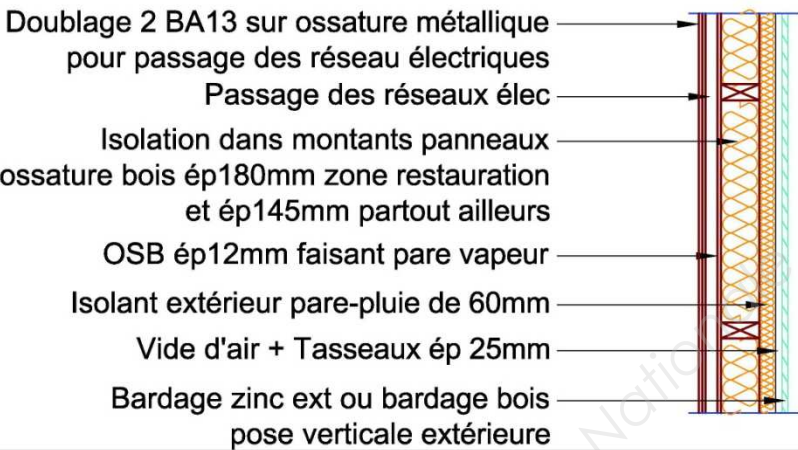 Doublage 2 BA13 sur ossature métallique
pour passage des réseau électriques
Passage des réseaux élec
Isolation dans montants panneaux
ossature bois ép180mm zone restauration
et ép145mm partout ailleurs
OSB ép12mm faisant pare vapeur
Isolant extérieur pare-pluie de 60mm
Vide d'air + Tasseaux ép 25mm
Bardage zinc ext ou bardage bois
pose verticale extérieure